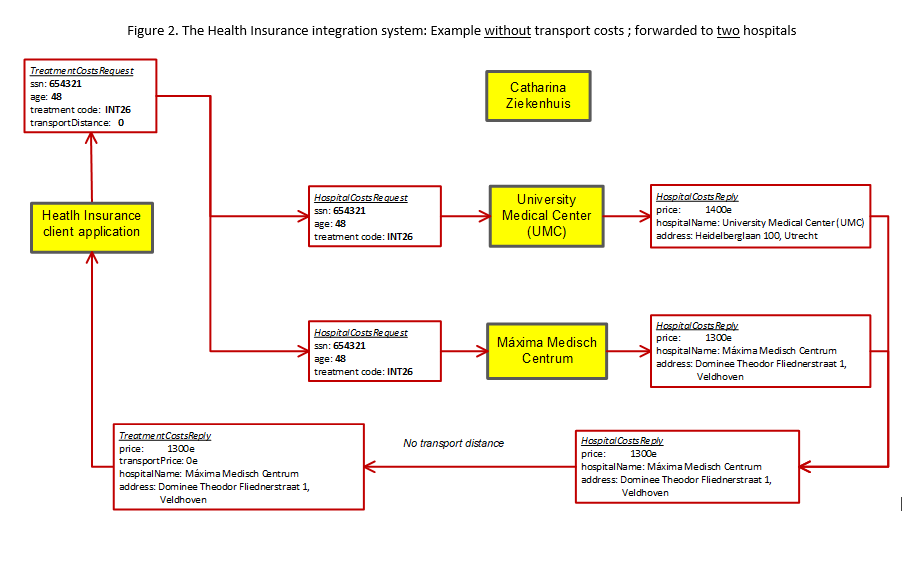 Figure 2. The Health Insurance integration system: Example without transport costs ; forwarded to two hospitals
TreatmentCostsRequest
ssn: 654321
age: 48
treatment code: INT26
transportDistance: 0
Catharina
Ziekenhuis
Heatlh Insurance
client application
HospitalCostsRequest
ssn: 654321
age: 48
treatment code: INT26
University
Medical Center
(UMC)
HospitalCostsReply
price: 1400e
hospitalName: University Medical Center (UMC)
address: Heidelberglaan 100, Utrecht
HospitalCostsRequest
ssn: 654321
age: 48
treatment code: INT26
Máxima Medisch
Centrum
HospitalCostsReply
price: 1300e
hospitalName: Máxima Medisch Centrum
address: Dominee Theodor Fliednerstraat 1,
Veldhoven
TreatmentCostsReply
price: 1300e
transportPrice: 0e
hospitalName: Máxima Medisch Centrum
address: Dominee Theodor Fliednerstraat 1,
Veldhoven
No transport distance
HospitalCostsReply
price: 1300e
hospitalName: Máxima Medisch Centrum
address: Dominee Theodor Fliednerstraat 1,
Veldhoven